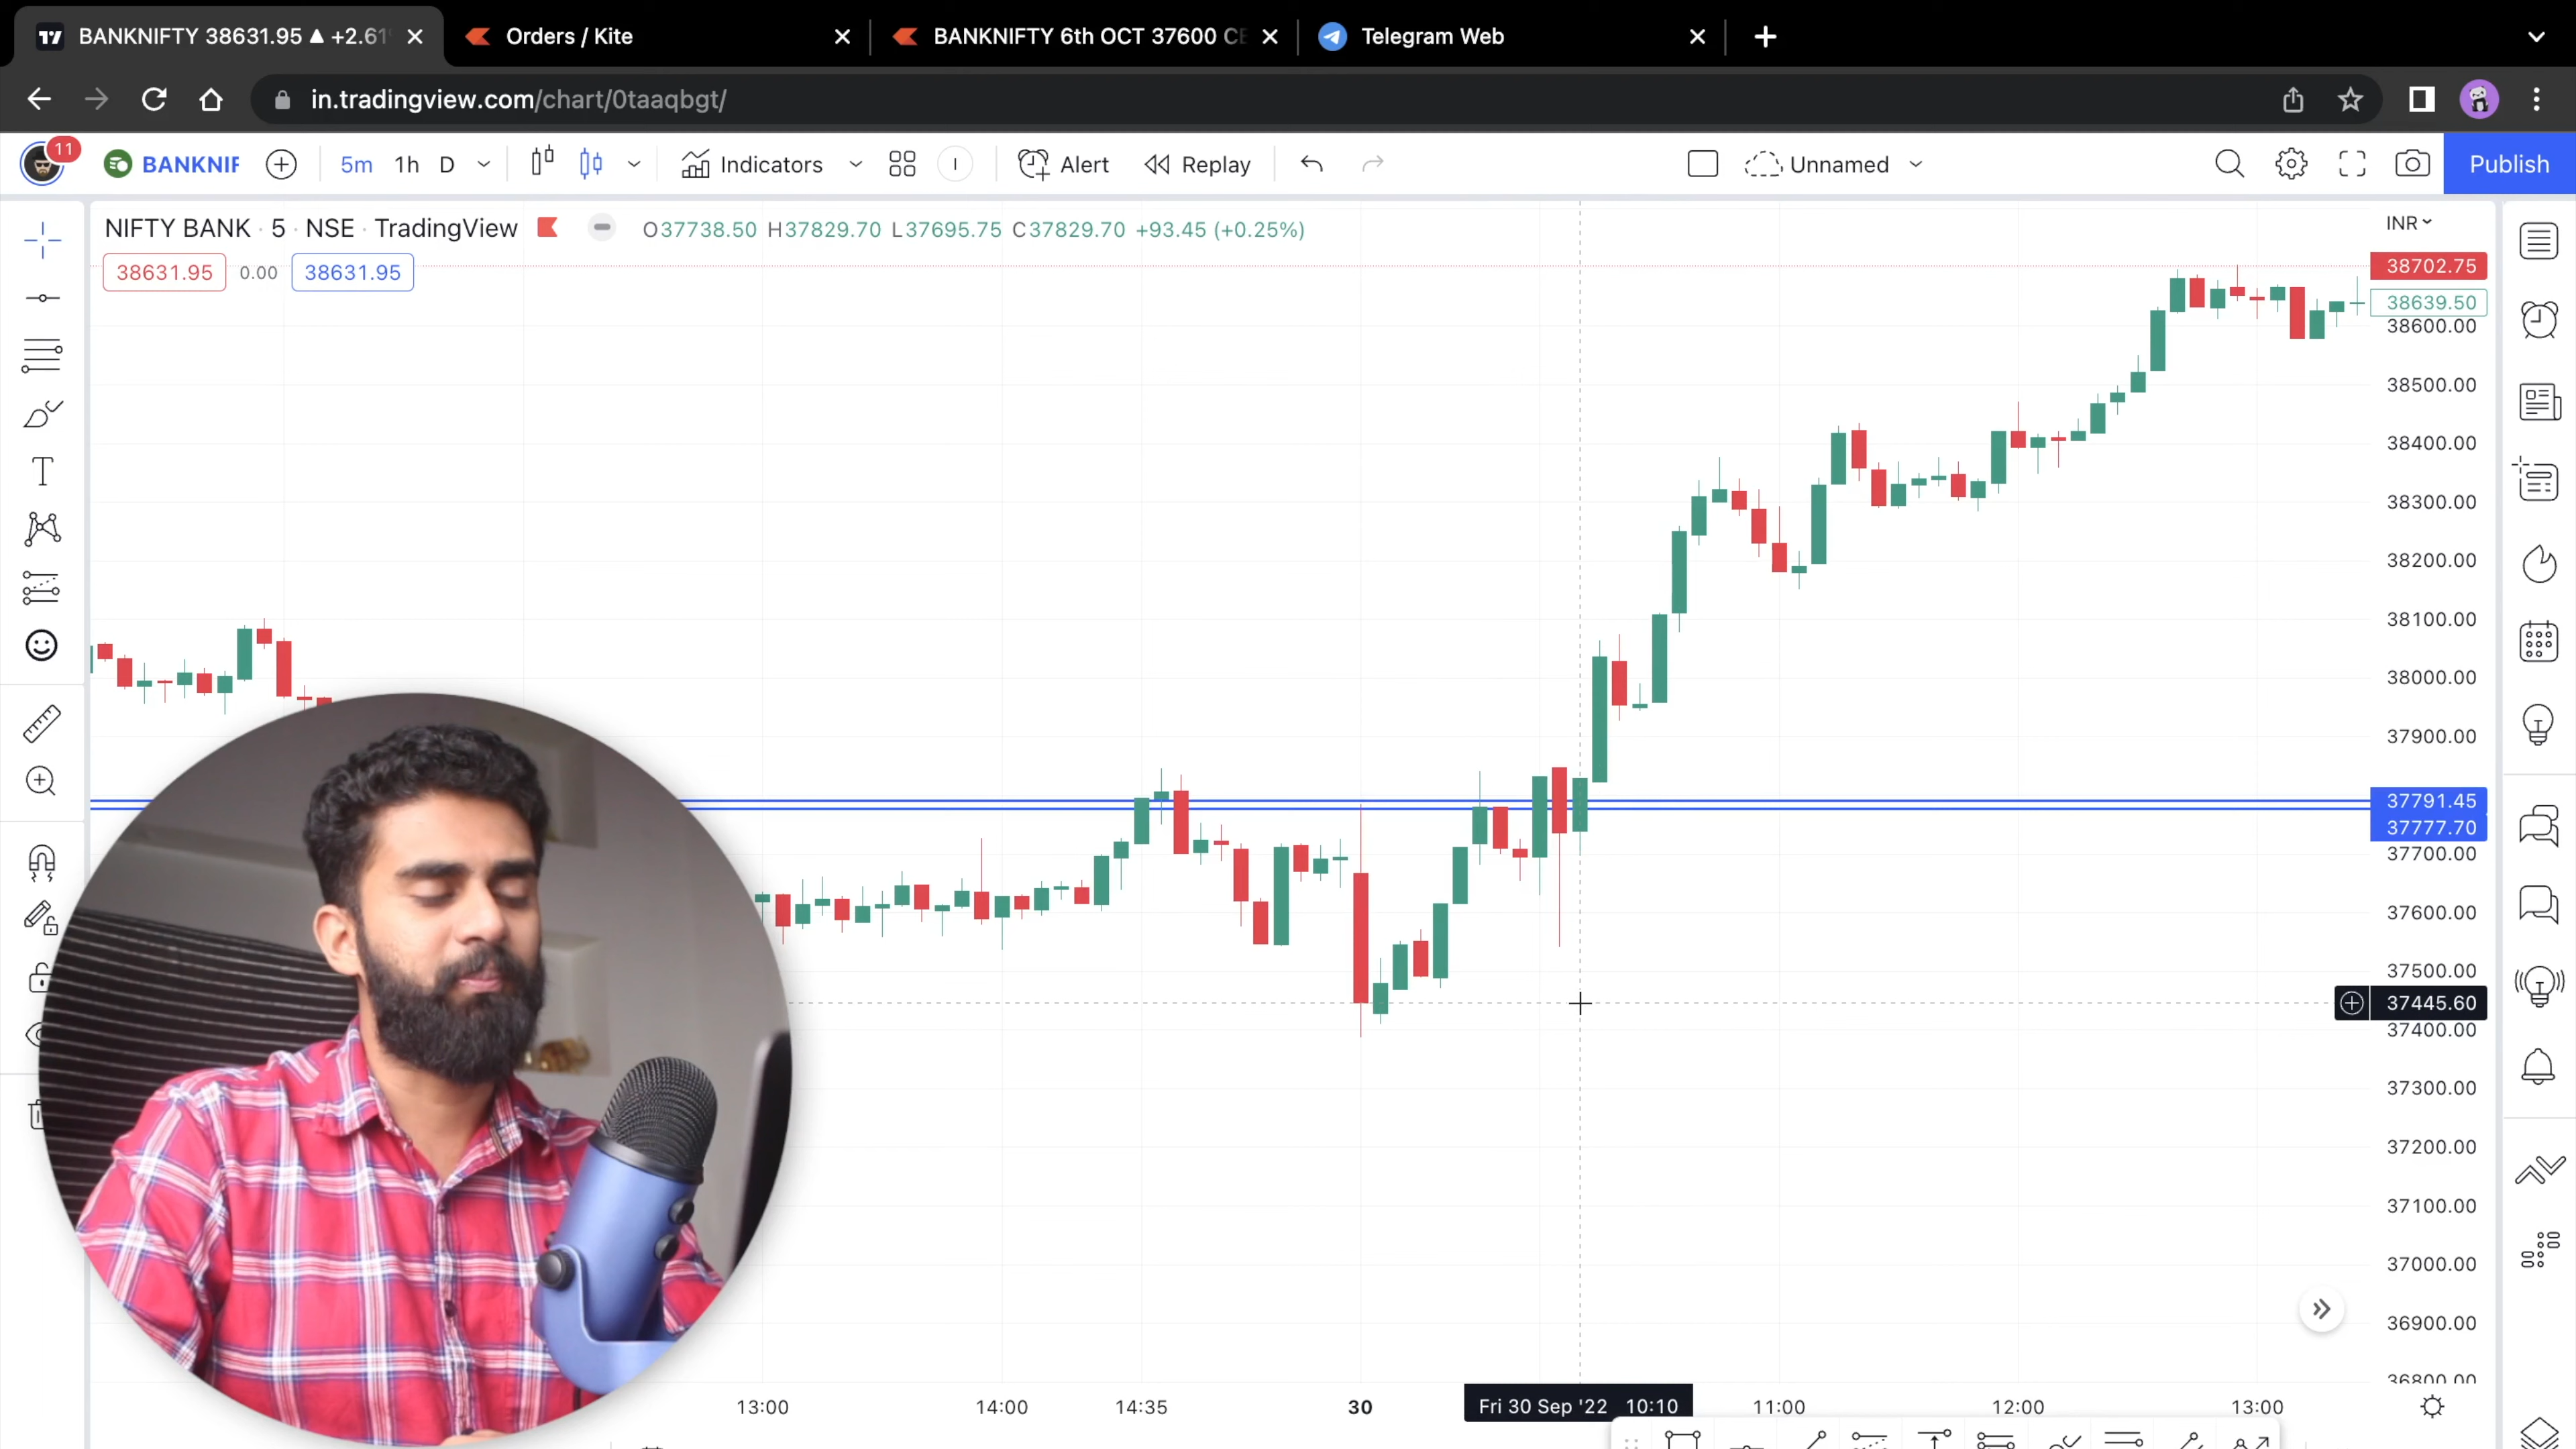 BANKNIFTY 38631.95 ▲ +2.61
Orders / Kite
BANKNIFTY 6th OCT 37600 CE
Telegram Web
in.tradingview.com/chart/0taaqbgt/
11
BANKNIF
5m 1h D
Indicators
Alert
Replay
Unnamed
Publish
NIFTY BANK · 5 · NSE · TradingView
O37738.50 H37829.70 L37695.75 C37829.70 +93.45 (+0.25%)
38631.95 0.00 38631.95
INR
38702.75
38639.50
38600.00
38500.00
38400.00
38300.00
38200.00
38100.00
38000.00
37900.00
37791.45
37777.70
37700.00
37600.00
37500.00
37445.60
37400.00
37300.00
37200.00
37100.00
37000.00
36900.00
36800.00
13:00 14:00 14:35 30 Fri 30 Sep '22 10:10 11:00 12:00 13:00